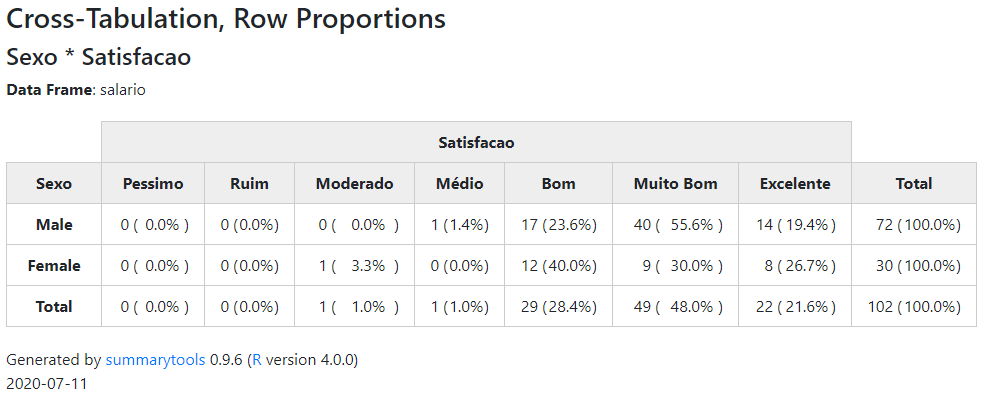 Cross-Tabulation, Row Proportions
Sexo * Satisfacao
Data Frame: salario
Satisfacao
Sexo Pessimo Ruim Moderado Médio Bom Muito Bom Excelente Total
Male 0 ( 0.0% ) 0 (0.0%) 0 ( 0.0% ) 1 (1.4%) 17 (23.6%) 40 ( 55.6% ) 14 (19.4%) 72 (100.0%)
Female 0 ( 0.0% ) 0 (0.0%) 1 ( 3.3% ) 0 (0.0%) 12 (40.0%) 9 ( 30.0% ) 8 (26.7%) 30 (100.0%)
Total 0 ( 0.0% ) 0 (0.0%) 1 ( 1.0% ) 1 (1.0%) 29 (28.4%) 49 ( 48.0% ) 22 (21.6%) 102 (100.0%)
Generated by summarytools 0.9.6 (R version 4.0.0)
2020-07-11